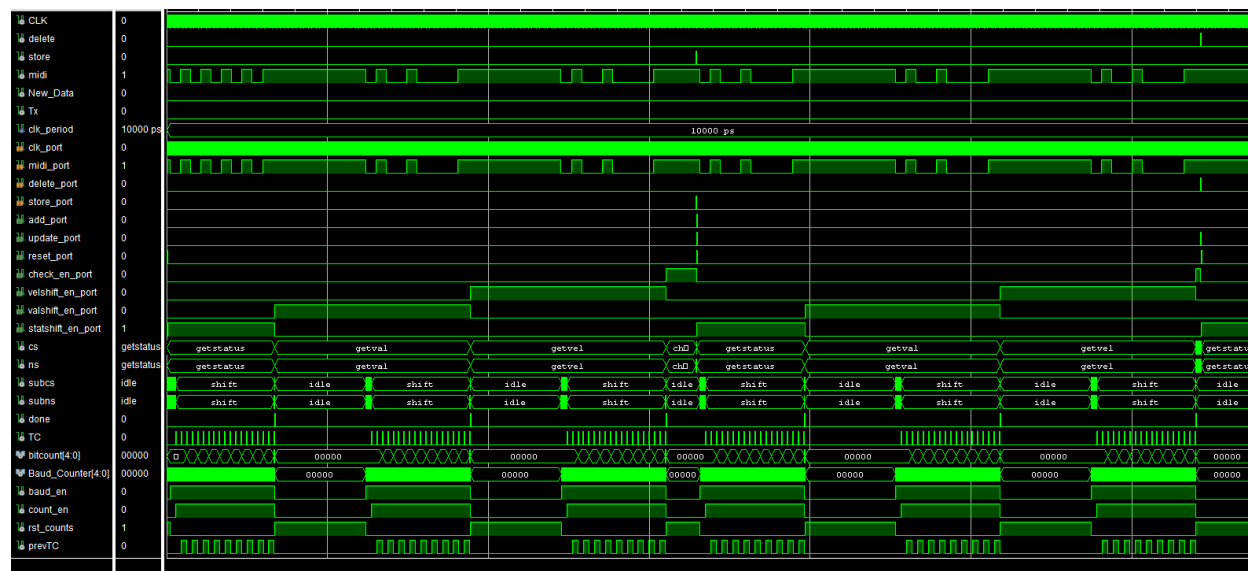 CLK 0
delete 0
store 0
midi 1
New_Data 0
Tx 0
clk_period 10000 ps 10000 ps
clk_port 0
midi_port 1
delete_port 0
store_port 0
add_port 0
update_port 0
reset_port 0
check_en_port 0
velshift_en_port 0
valshift_en_port 0
statshift_en_port 1
cs getstatus getstatus getval getvel ch getstatus getval getvel getstatu
ns getstatus getstatus getval getvel ch getstatus getval getvel getstatu
subcs idle shift idle shift idle shift idle shift idle shift idle shift idle
subns idle shift idle shift idle shift idle shift idle shift idle shift idle
done 0
TC 0
bitcount[4:0] 00000 00000 00000 00000 00000 00000 00000
Baud_Counter[4:0] 00000 00000 00000 00000 00000 00000 00000
baud_en 0
count_en 0
rst_counts 1
prevTC 0